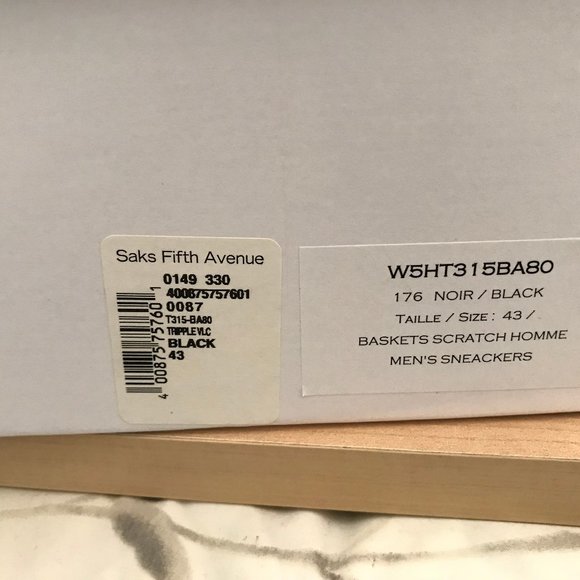 Saks Fifth Avenue
0149 330
400875757601
0087
T315-BA80
TRIPPLE VLC
BLACK
43
4 00875 75760 1
W5HT315BA80
176 NOIR / BLACK
TAILLE / SIZE : 43 /
BASKETS SCRATCH HOMME
MEN'S SNEACKERS